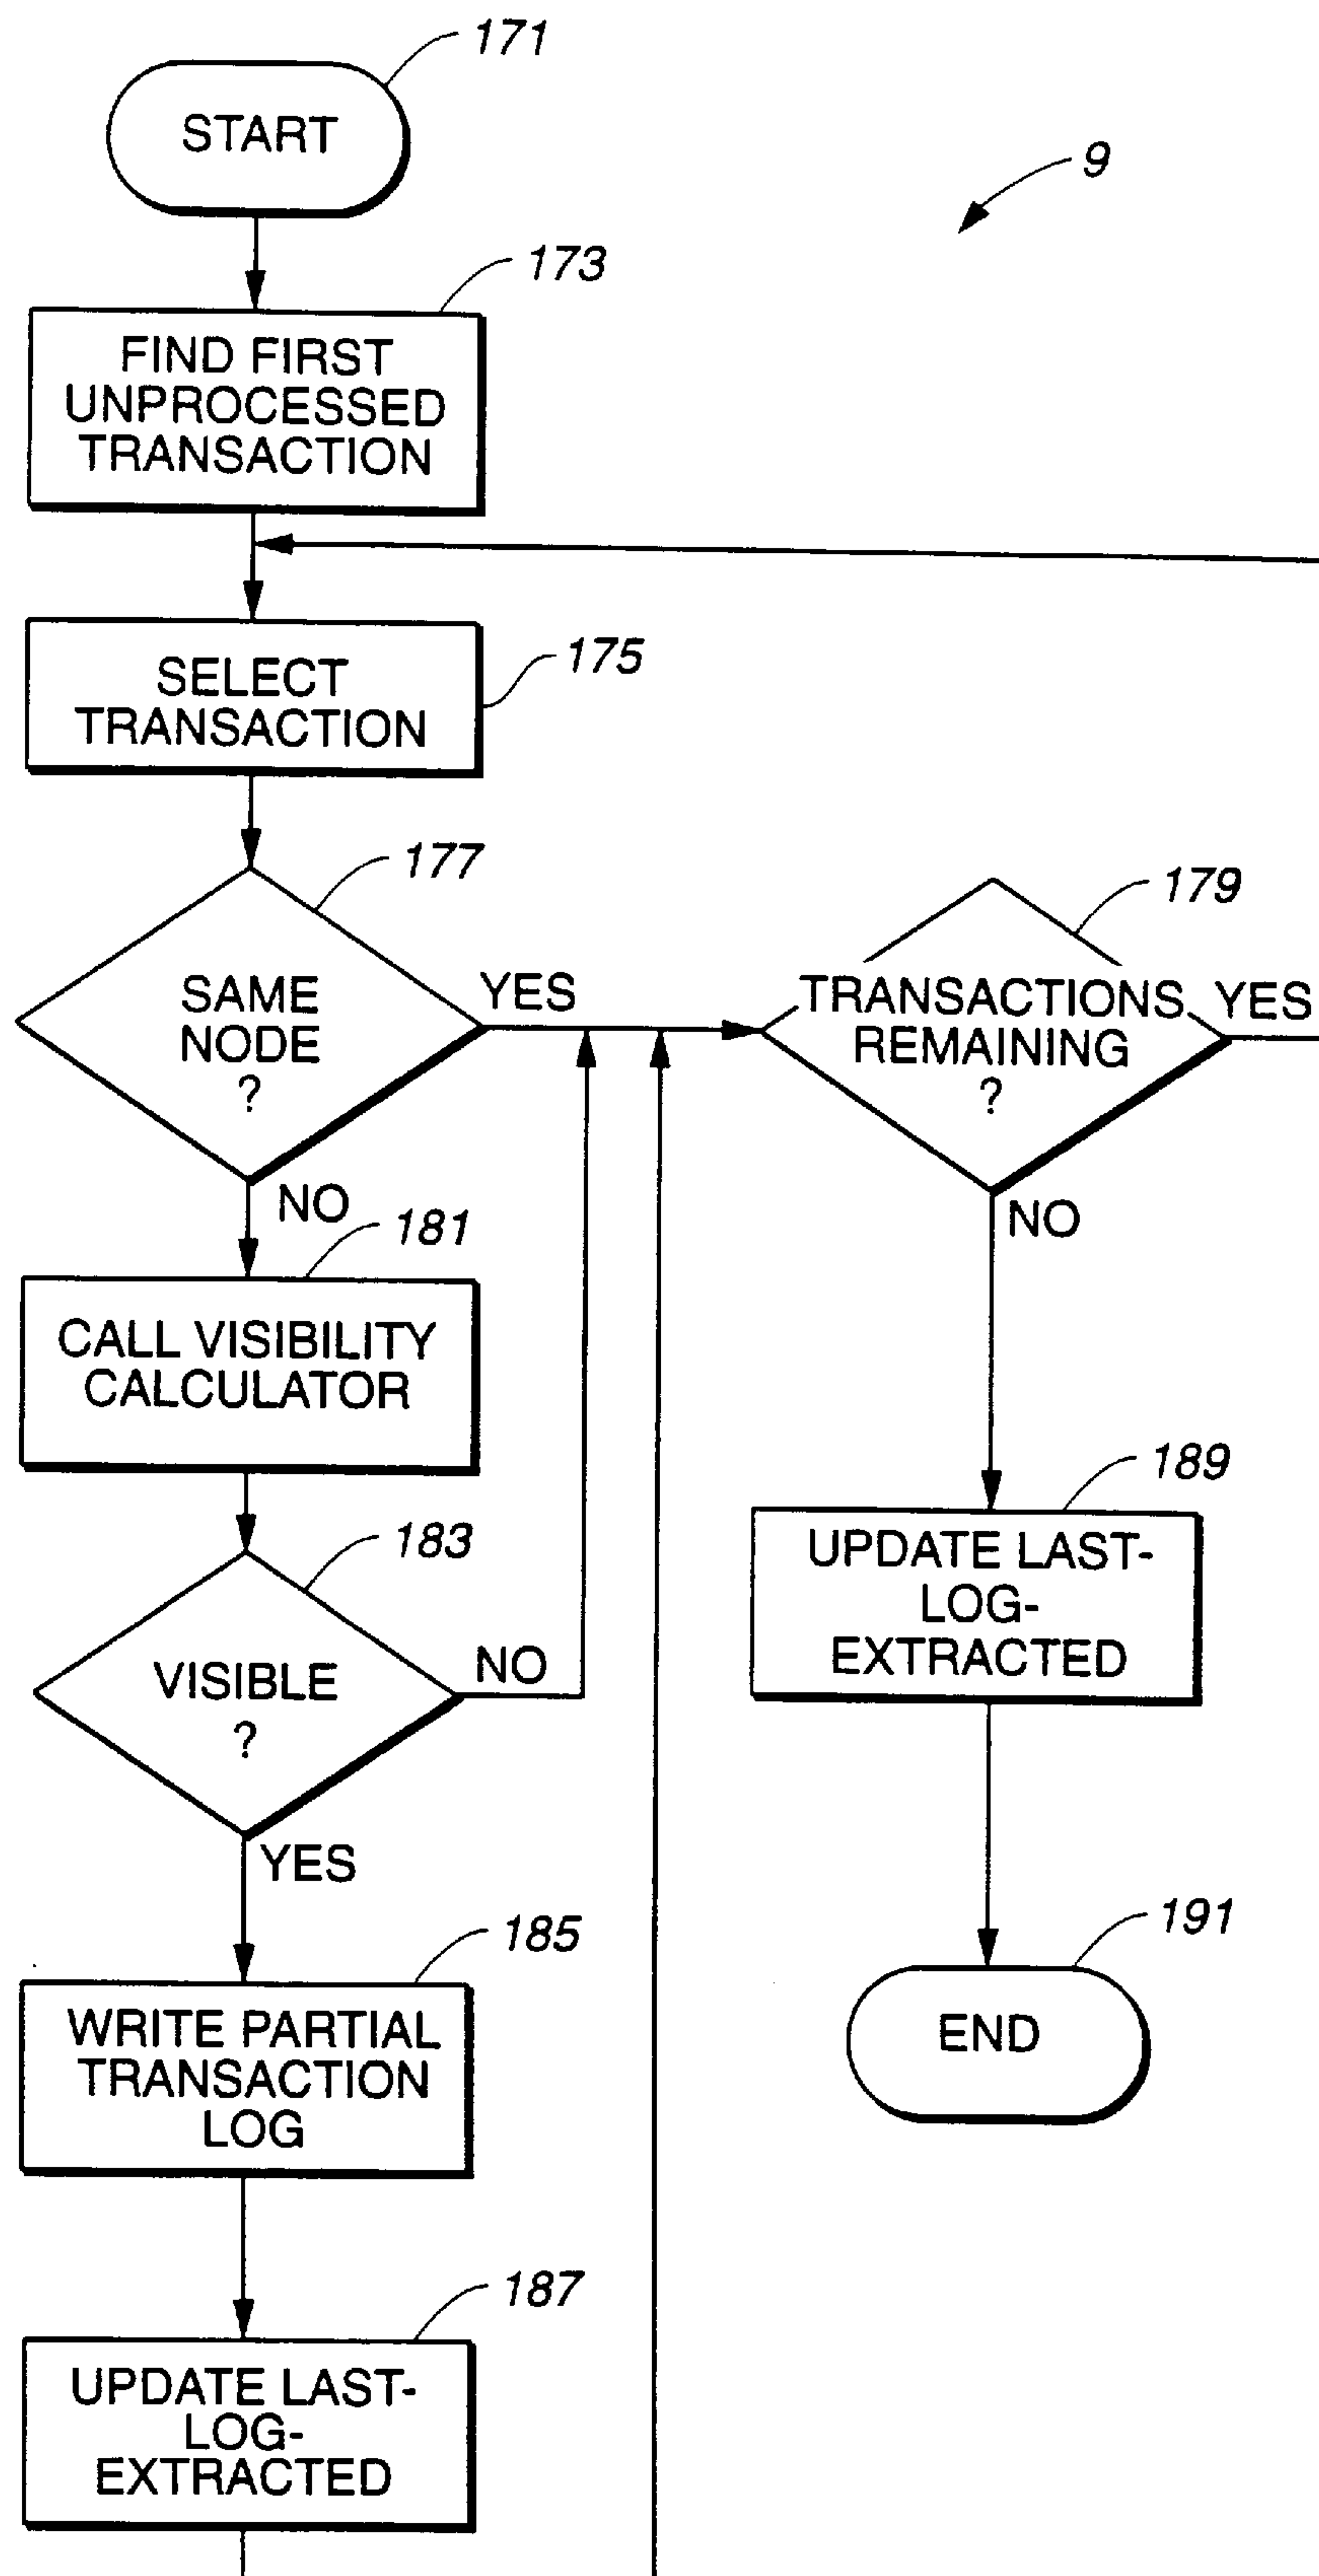 171
START
9
173
FIND FIRST
UNPROCESSED
TRANSACTION
175
SELECT
TRANSACTION
177
SAME
NODE
?
YES
NO
179
TRANSACTIONS
REMAINING
?
YES
NO
181
CALL VISIBILITY
CALCULATOR
183
VISIBLE
?
NO
YES
189
UPDATE LAST-
LOG-
EXTRACTED
185
WRITE PARTIAL
TRANSACTION
LOG
191
END
187
UPDATE LAST-
LOG-
EXTRACTED